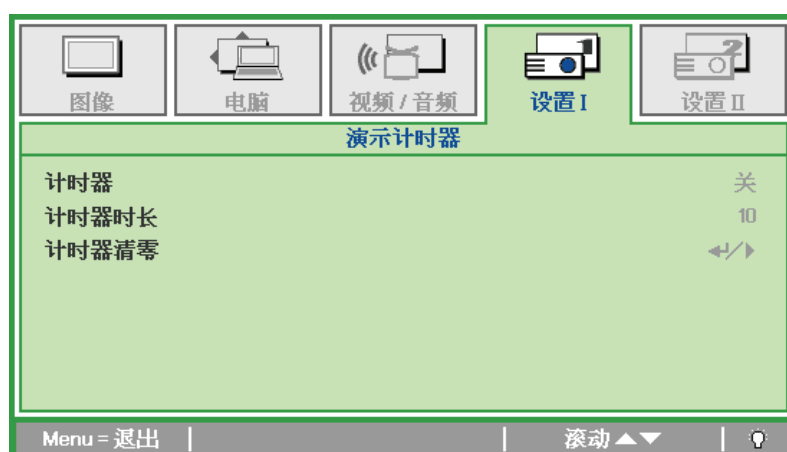 图像 电脑 视频 / 音频 设置 I 设置 II
演示计时器
计时器 关
计时器时长 10
计时器清零
Menu = 退出 滚动